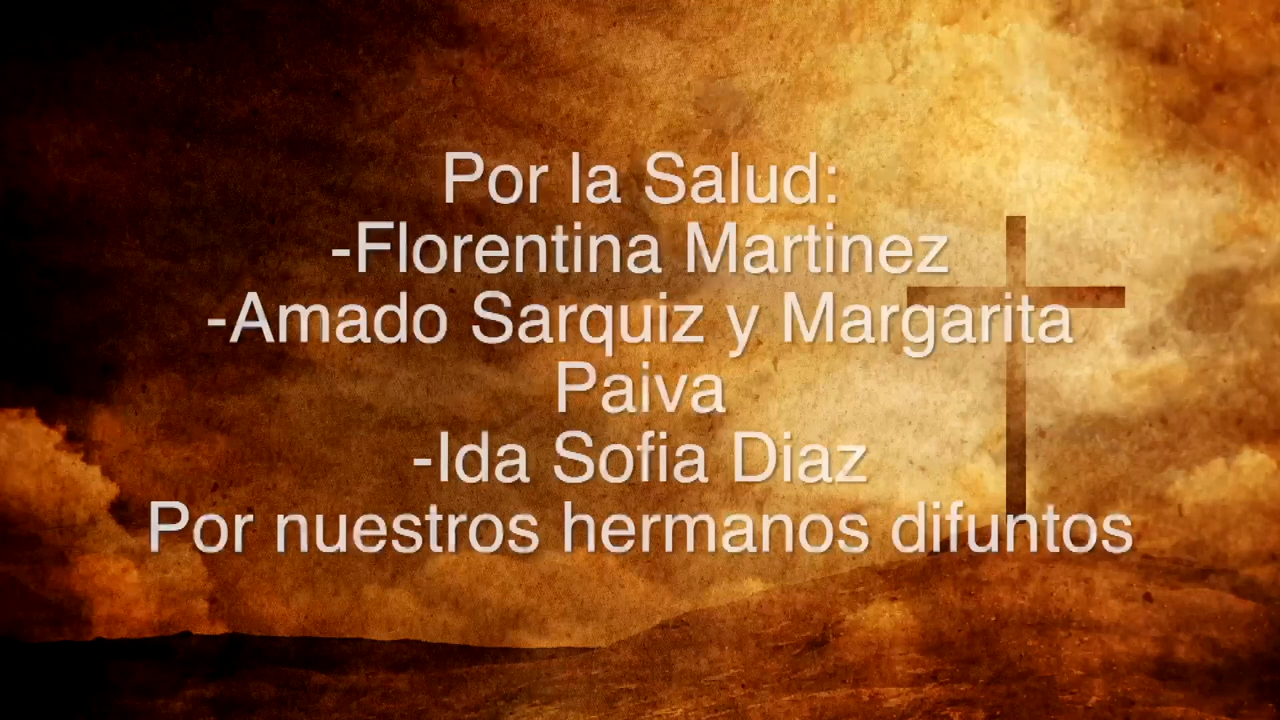 Por la Salud:
-Florentina Martinez
-Amado Sarquiz y Margarita
Paiva
-Ida Sofia Diaz
Por nuestros hermanos difuntos